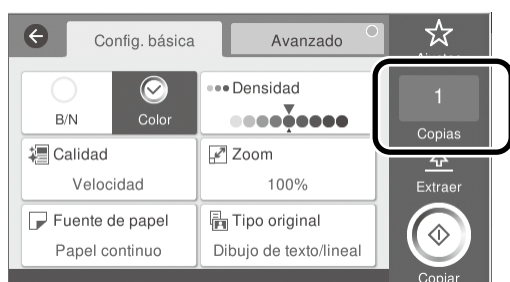 Config. básica
Avanzado
B/N
Color
Densidad
1
Copias
Calidad
Velocidad
Zoom
100%
Extraer
Fuente de papel
Papel continuo
Tipo original
Dibujo de texto/lineal
Copiar